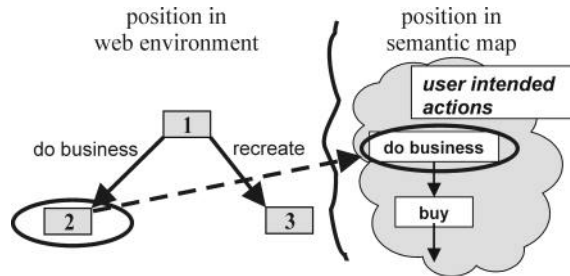 position in
web environment
position in
semantic map
user intended
actions
1
do business
recreate
do business
2
3
buy